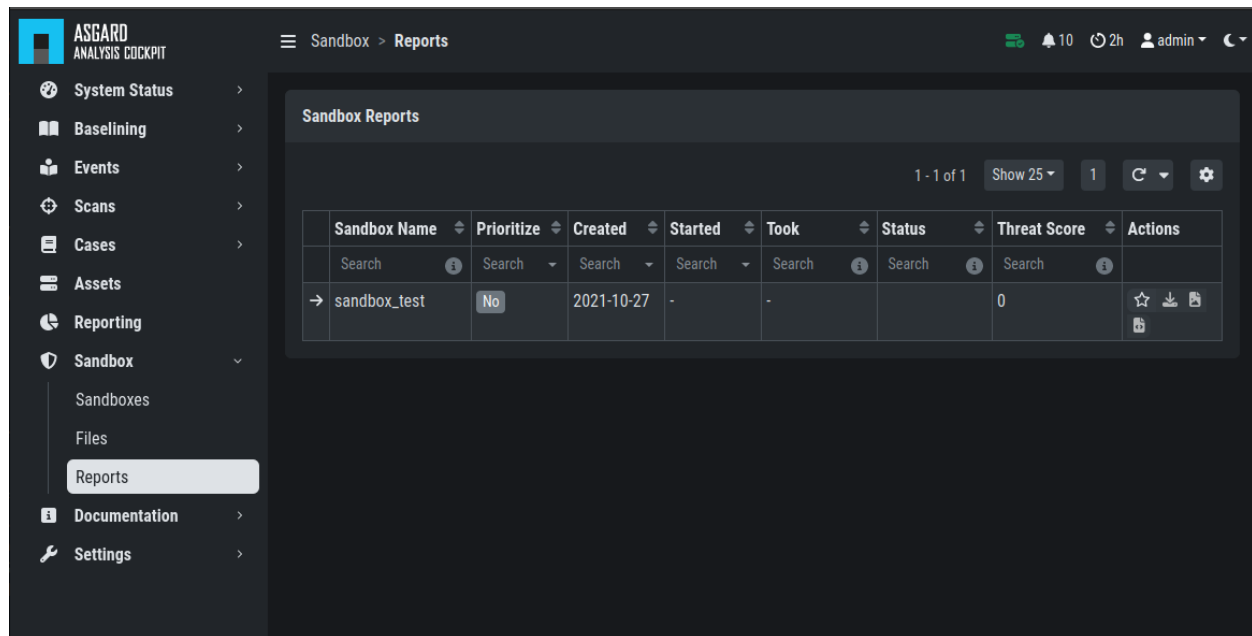 ASGARD
ANALYSIS COCKPIT
Sandbox > Reports
10
2h
admin
System Status
Baselining
Events
Scans
Cases
Assets
Reporting
Sandbox
Sandboxes
Files
Reports
Documentation
Settings
Sandbox Reports
1 - 1 of 1 Show 25 1
Sandbox Name Prioritize Created Started Took Status Threat Score Actions
Search Search Search Search Search Search Search
sandbox_test No 2021-10-27 - - 0